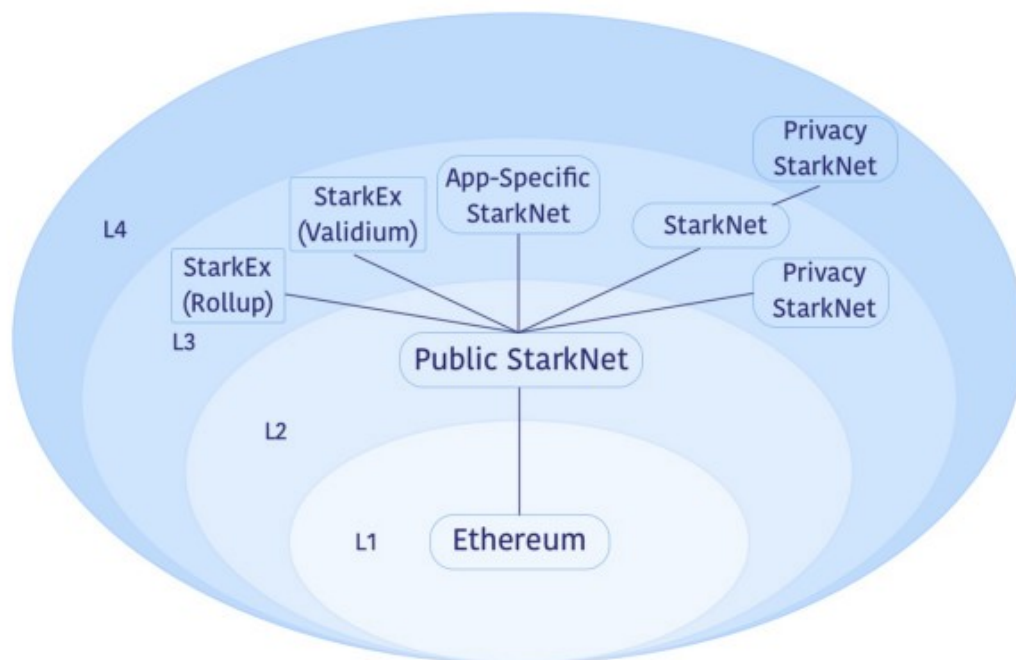 Privacy
StarkNet
App-Specific
StarkNet
StarkEx
(Validium)
StarkNet
L4
StarkEx
(Rollup)
Privacy
StarkNet
L3
Public StarkNet
L2
L1
Ethereum